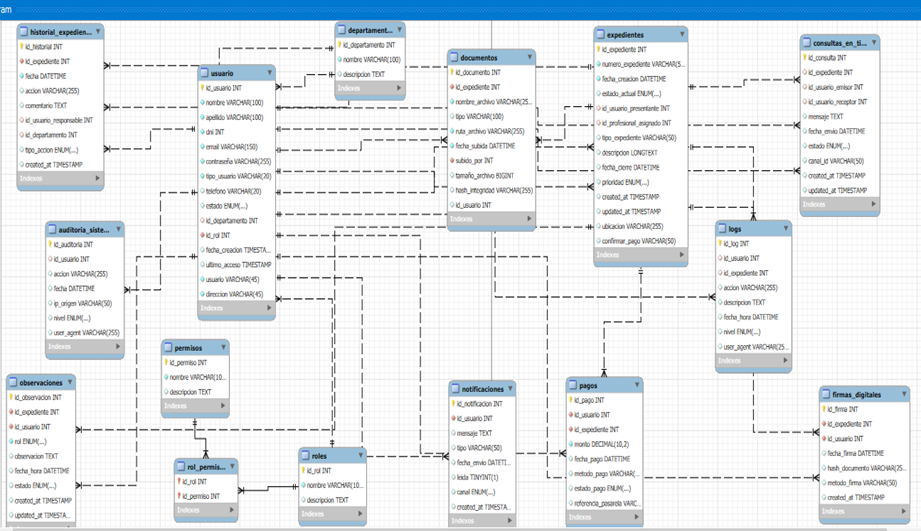 ram
historial_expedien...
id_historial INT
id_expediente INT
fecha DATETIME
accion VARCHAR(255)
comentario TEXT
id_usuario_responsable INT
id_departamento INT
tipo_accion ENUM(...)
created_at TIMESTAMP
Indexes
usuario
id_usuario INT
nombre VARCHAR(100)
apellido VARCHAR(100)
dni INT
email VARCHAR(150)
contraseña VARCHAR(255)
tipo_usuario VARCHAR(20)
telefono VARCHAR(20)
estado ENUM(...)
id_departamento INT
id_rol INT
fecha_creacion TIMESTA...
ultimo_acceso TIMESTAMP
usuario VARCHAR(45)
direccion VARCHAR(45)
Indexes
departament...
id_departamento INT
nombre VARCHAR(100)
descripcion TEXT
Indexes
documentos
id_documento INT
id_expediente INT
nombre_archivo VARCHAR(25...
tipo VARCHAR(100)
ruta_archivo VARCHAR(255)
fecha_subida DATETIME
subido_por INT
tamaño_archivo BIGINT
hash_integridad VARCHAR(255)
id_usuario INT
Indexes
expedientes
id_expediente INT
numero_expediente VARCHAR(5...
fecha_creacion DATETIME
estado_actual ENUM(...)
id_usuario_presentante INT
id_profesional_asignado INT
tipo_expediente VARCHAR(50)
descripcion LONGTEXT
fecha_cierre DATETIME
prioridad ENUM(...)
created_at TIMESTAMP
updated_at TIMESTAMP
ubicacion VARCHAR(255)
confirmar_pago VARCHAR(50)
Indexes
consultas_en_ti...
id_consulta INT
id_expediente INT
id_usuario_emisor INT
id_usuario_receptor INT
mensaje TEXT
fecha_envio DATETIME
estado ENUM(...)
canal_id VARCHAR(50)
created_at TIMESTAMP
updated_at TIMESTAMP
Indexes
auditoria_siste...
id_auditoria INT
id_usuario INT
accion VARCHAR(255)
fecha DATETIME
ip_origen VARCHAR(50)
nivel ENUM(...)
user_agent VARCHAR(255)
Indexes
logs
id_log INT
id_usuario INT
id_expediente INT
accion VARCHAR(255)
descripcion TEXT
fecha_hora DATETIME
nivel ENUM(...)
user_agent VARCHAR(25...
Indexes
permisos
id_permiso INT
nombre VARCHAR(10...
descripcion TEXT
Indexes
observaciones
id_observacion INT
id_expediente INT
id_usuario INT
rol ENUM(...)
observacion TEXT
fecha_hora DATETIME
estado ENUM(...)
created_at TIMESTAMP
updated_at TIMESTAMP
Indexes
rol_permis...
id_rol INT
id_permiso INT
Indexes
roles
id_rol INT
nombre VARCHAR(10...
descripcion TEXT
Indexes
notificaciones
id_notificacion INT
id_usuario INT
mensaje TEXT
tipo VARCHAR(50)
fecha_envio DATETI...
leida TINYINT(1)
canal ENUM(...)
created_at TIMESTAMP
Indexes
pagos
id_pago INT
id_usuario INT
id_expediente INT
monto DECIMAL(10,2)
fecha_pago DATETIME
metodo_pago VARCHAR(...
estado_pago ENUM(...)
referencia_pasarela VARC...
Indexes
firmas_digitales
id_firma INT
id_expediente INT
id_usuario INT
fecha_firma DATETIME
hash_documento VARCHAR(25...
metodo_firma VARCHAR(50)
created_at TIMESTAMP
Indexes